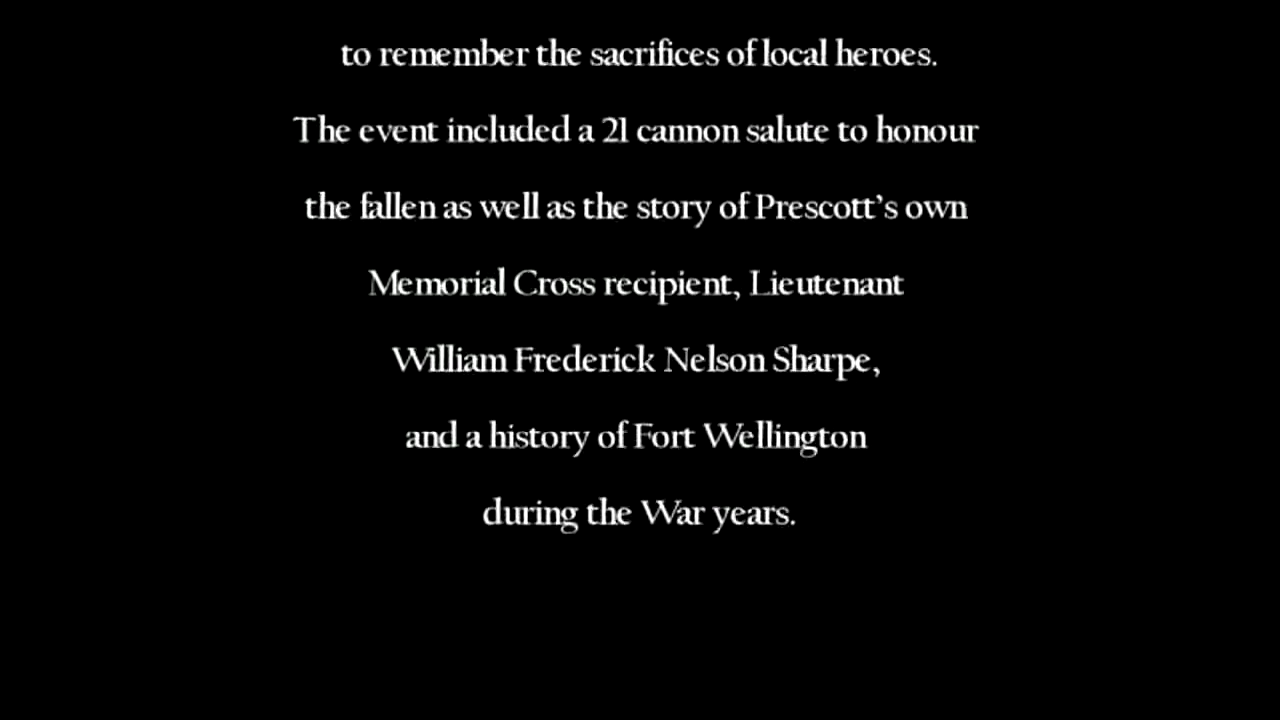 to remember the sacrifices of local heroes.
The event included a 21 cannon salute to honour
the fallen as well as the story of Prescott's own
Memorial Cross recipient, Lieutenant
William Frederick Nelson Sharpe,
and a history of Fort Wellington
during the War years.